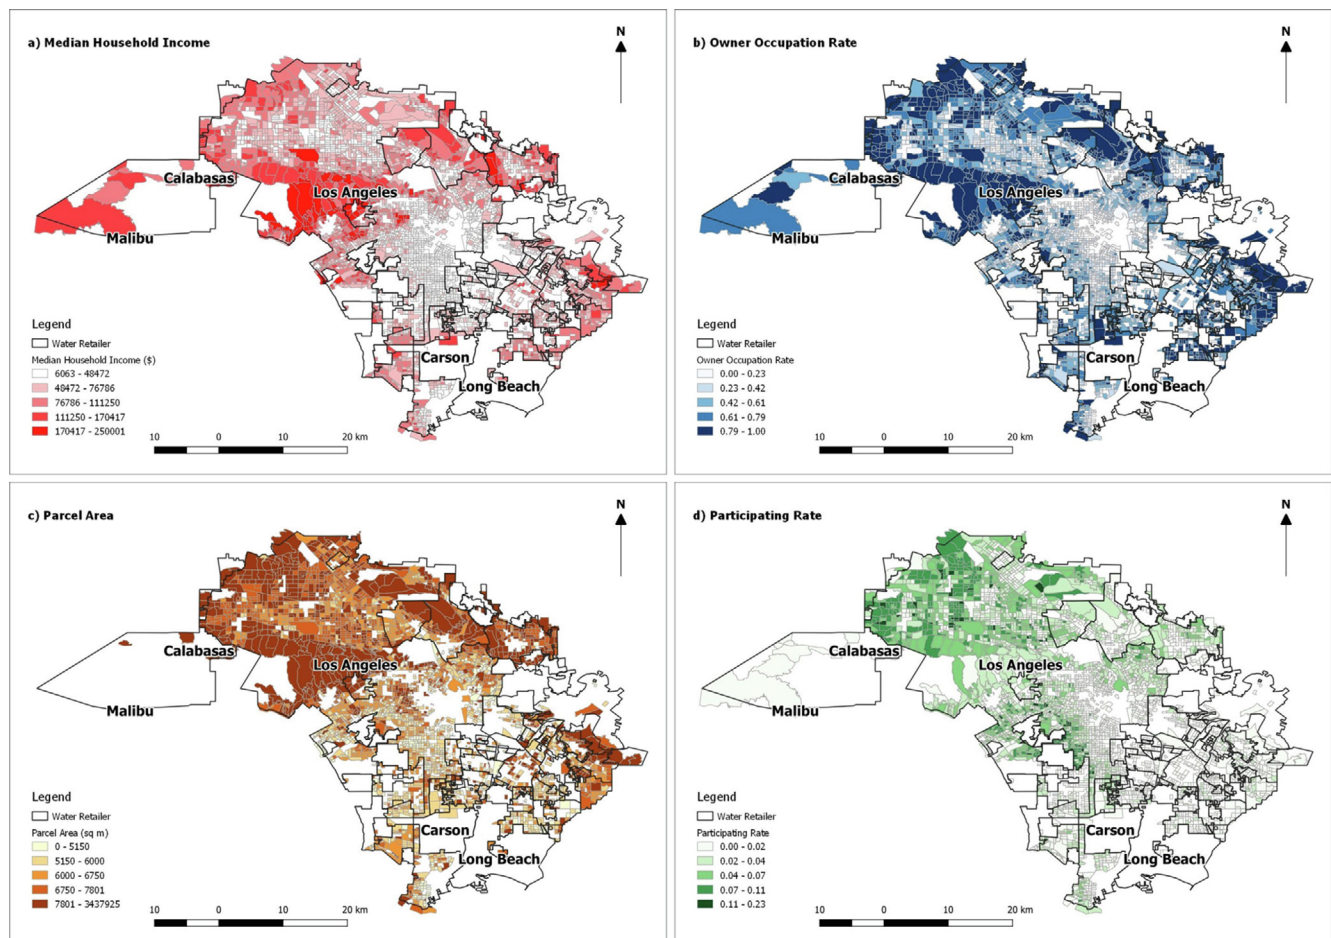 a) Median Household Income
N
Calabasas
Los Angeles
Malibu
Carson
Long Beach
Legend
Water Retailer
Median Household Income ($)
6063 - 48472
48472 - 76786
76786 - 111250
111250 - 170417
170417 - 250001
10 0 10 20 km
b) Owner Occupation Rate
N
Calabasas
Los Angeles
Malibu
Carson
Long Beach
Legend
Water Retailer
Owner Occupation Rate
0.00 - 0.23
0.23 - 0.42
0.42 - 0.61
0.61 - 0.79
0.79 - 1.00
10 0 10 20 km
c) Parcel Area
N
Calabasas
Los Angeles
Malibu
Carson
Long Beach
Legend
Water Retailer
Parcel Area (sq m)
0 - 5150
5150 - 6000
6000 - 6750
6750 - 7801
7801 - 3437925
10 0 10 20 km
d) Participating Rate
N
Calabasas
Los Angeles
Malibu
Carson
Long Beach
Legend
Water Retailer
Participating Rate
0.00 - 0.02
0.02 - 0.04
0.04 - 0.07
0.07 - 0.11
0.11 - 0.23
10 0 10 20 km